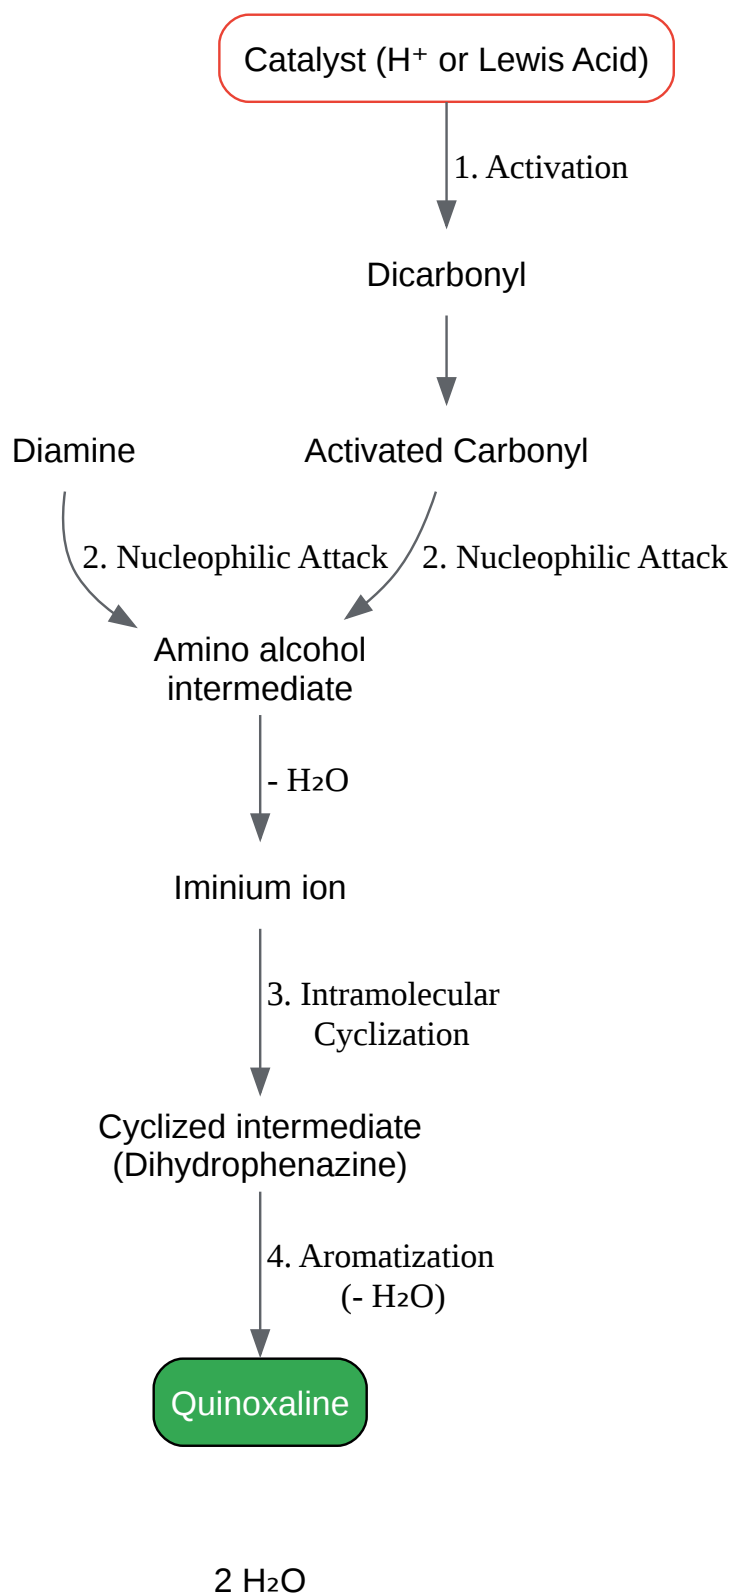 Catalyst (H⁺ or Lewis Acid)
1. Activation
Dicarbonyl
Diamine
Activated Carbonyl
2. Nucleophilic Attack
2. Nucleophilic Attack
Amino alcohol
intermediate
- H₂O
Iminium ion
3. Intramolecular
Cyclization
Cyclized intermediate
(Dihydrophenazine)
4. Aromatization
(- H₂O)
Quinoxaline
2 H₂O